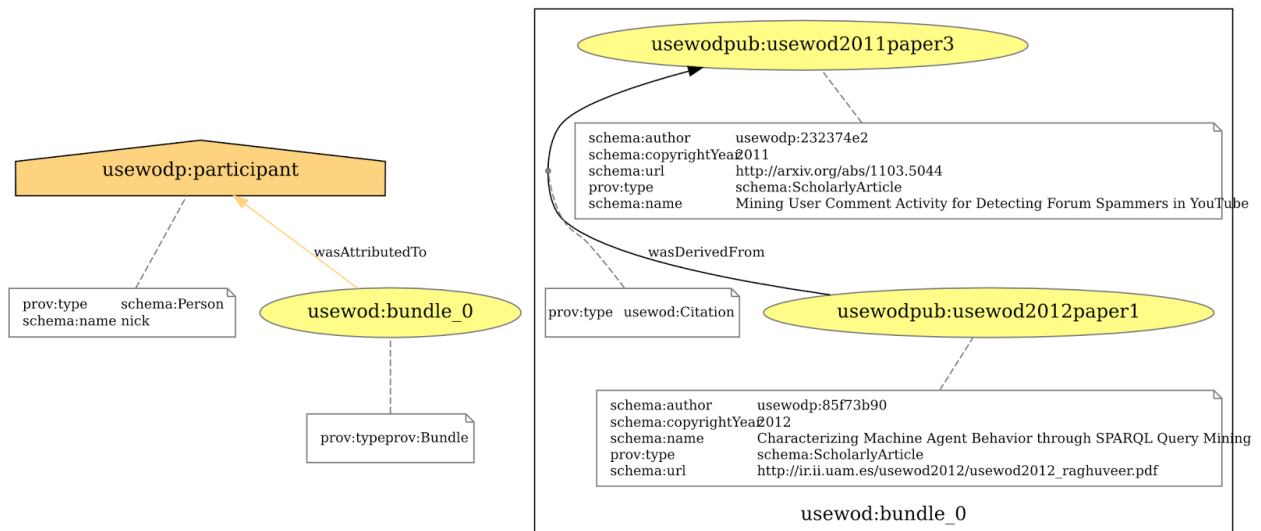 usewodp:participant
wasAttributedTo
prov:type schema:Person
schema:name nick
usewod:bundle_0
prov:typeprov:Bundle
usewodpub:usewod2011paper3
schema:author usewodp:232374e2
schema:copyrightYear2011
schema:url http://arxiv.org/abs/1103.5044
prov:type schema:ScholarlyArticle
schema:name Mining User Comment Activity for Detecting Forum Spammers in YouTube
wasDerivedFrom
prov:type usewod:Citation
usewodpub:usewod2012paper1
schema:author usewodp:85f73b90
schema:copyrightYear2012
schema:name Characterizing Machine Agent Behavior through SPARQL Query Mining
prov:type schema:ScholarlyArticle
schema:url http://ir.ii.uam.es/usewod2012/usewod2012_raghuveer.pdf
usewod:bundle_0